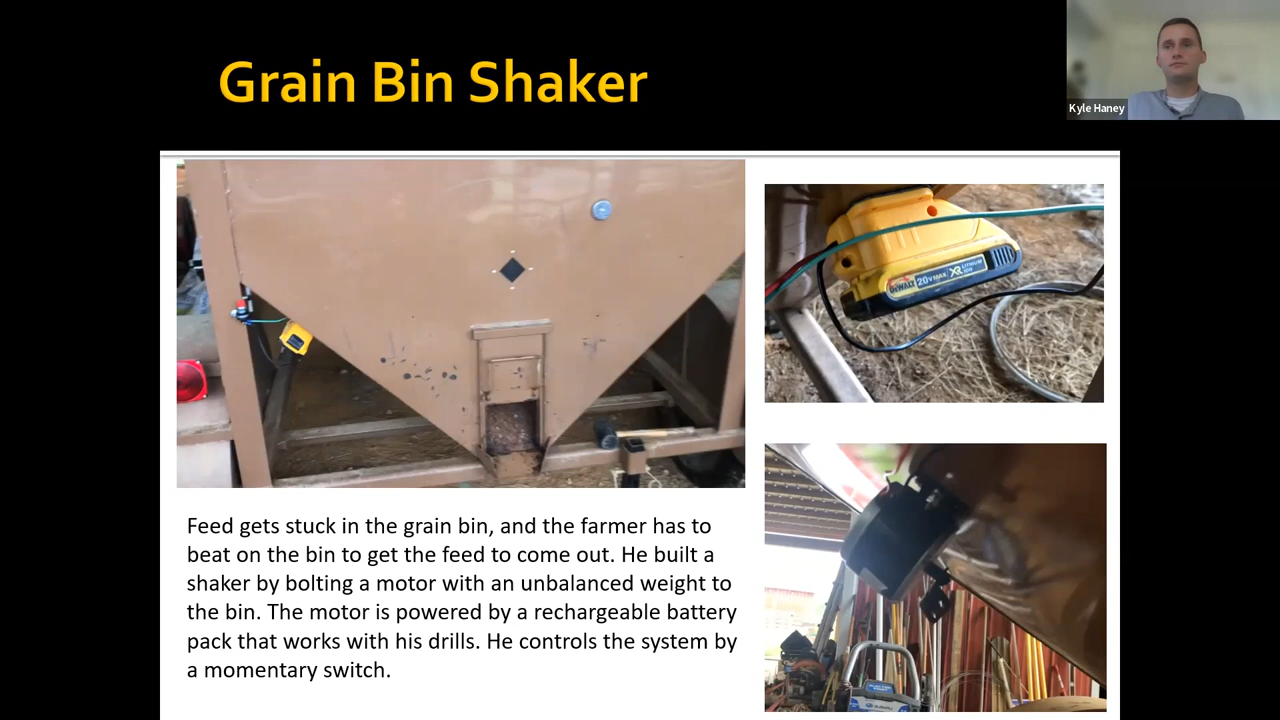 Grain Bin Shaker
Kyle Haney
DEWALT 20V MAX XR LITHIUM ION
Feed gets stuck in the grain bin, and the farmer has to
beat on the bin to get the feed to come out. He built a
shaker by bolting a motor with an unbalanced weight to
the bin. The motor is powered by a rechargeable battery
pack that works with his drills. He controls the system by
a momentary switch.
SUBARU